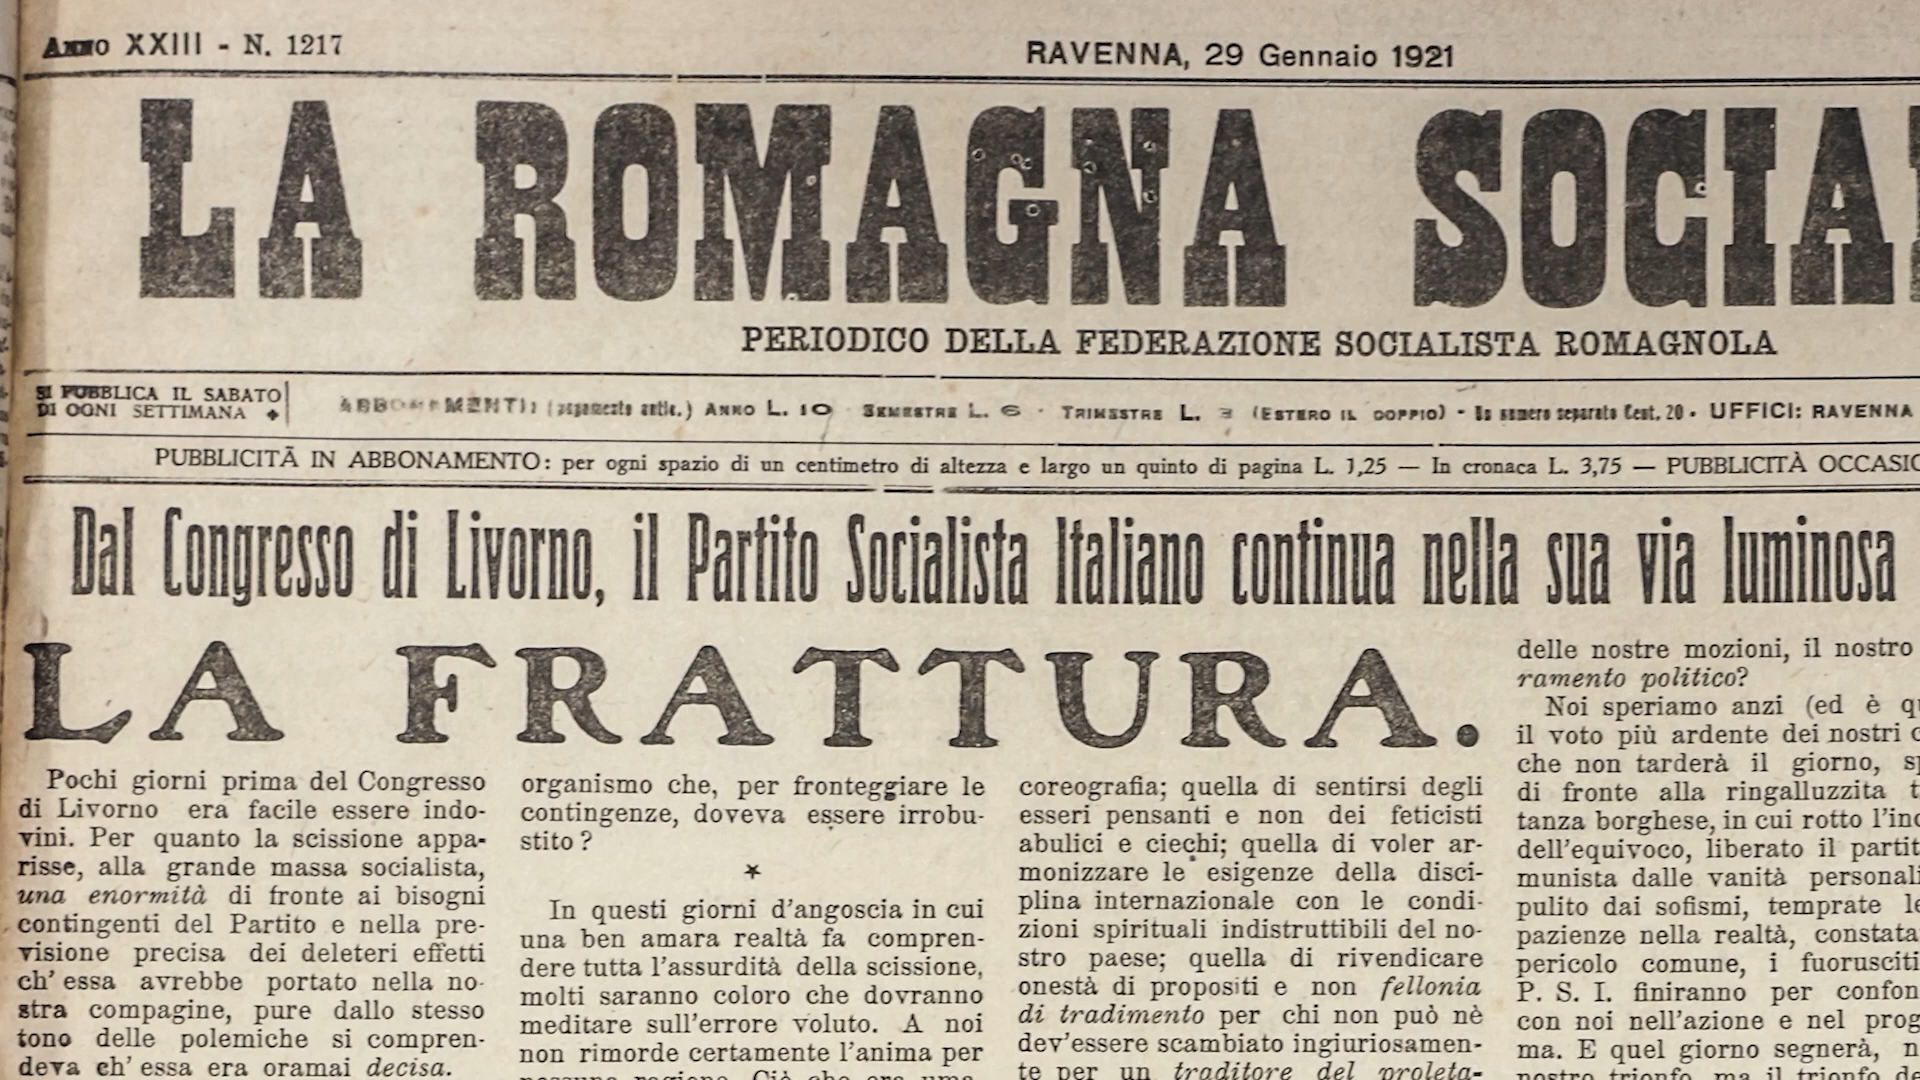 Anno XXIII - N. 1217
RAVENNA, 29 Gennaio 1921
LA ROMAGNA SOCIA
PERIODICO DELLA FEDERAZIONE SOCIALISTA ROMAGNOLA
SI PUBBLICA IL SABATO
DI OGNI SETTIMANA
ABBONAMENTI: (pagamento antic.) ANNO L. 10 - SEMESTRE L. 6 - TRIMESTRE L. 3 (ESTERO IL DOPPIO) - Un numero separato Cent. 20 - UFFICI: RAVENNA
PUBBLICITÀ IN ABBONAMENTO: per ogni spazio di un centimetro di altezza e largo un quinto di pagina L. 1,25 — In cronaca L. 3,75 — PUBBLICITÀ OCCASIO
Dal Congresso di Livorno, il Partito Socialista Italiano continua nella sua via luminosa
LA FRATTURA.
Pochi giorni prima del Congresso
di Livorno era facile essere indo-
vini. Per quanto la scissione appa-
risse, alla grande massa socialista,
una enormità di fronte ai bisogni
contingenti del Partito e nella pre-
visione precisa dei deleteri effetti
ch' essa avrebbe portato nella no-
stra compagine, pure dallo stesso
tono delle polemiche si compren-
deva ch' essa era oramai decisa.
organismo che, per fronteggiare le
contingenze, doveva essere irrobu-
stito ?
In questi giorni d'angoscia in cui
una ben amara realtà fa compren-
dere tutta l'assurdità della scissione,
molti saranno coloro che dovranno
meditare sull'errore voluto. A noi
non rimorde certamente l'anima per
coreografia; quella di sentirsi degli
esseri pensanti e non dei feticisti
abulici e ciechi; quella di voler ar-
monizzare le esigenze della disci-
plina internazionale con le condi-
zioni spirituali indistruttibili del no-
stro paese; quella di rivendicare
onestà di propositi e non fellonia
di tradimento per chi non può nè
dev'essere scambiato ingiuriosamen-
te per un traditore del proleta-
delle nostre mozioni, il nostro
ramento politico?
Noi speriamo anzi (ed è qu
il voto più ardente dei nostri c
che non tarderà il giorno, sp
di fronte alla ringalluzzita t
tanza borghese, in cui rotto l'inc
dell'equivoco, liberato il partit
munista dalle vanità personali
pulito dai sofismi, temprate le
pazienze nella realtà, constata
pericolo comune, i fuorusciti
P. S. I. finiranno per confon
con noi nell'azione e nel prog
ma. E quel giorno segnerà, n
nostro trionfo, ma il trionfo de